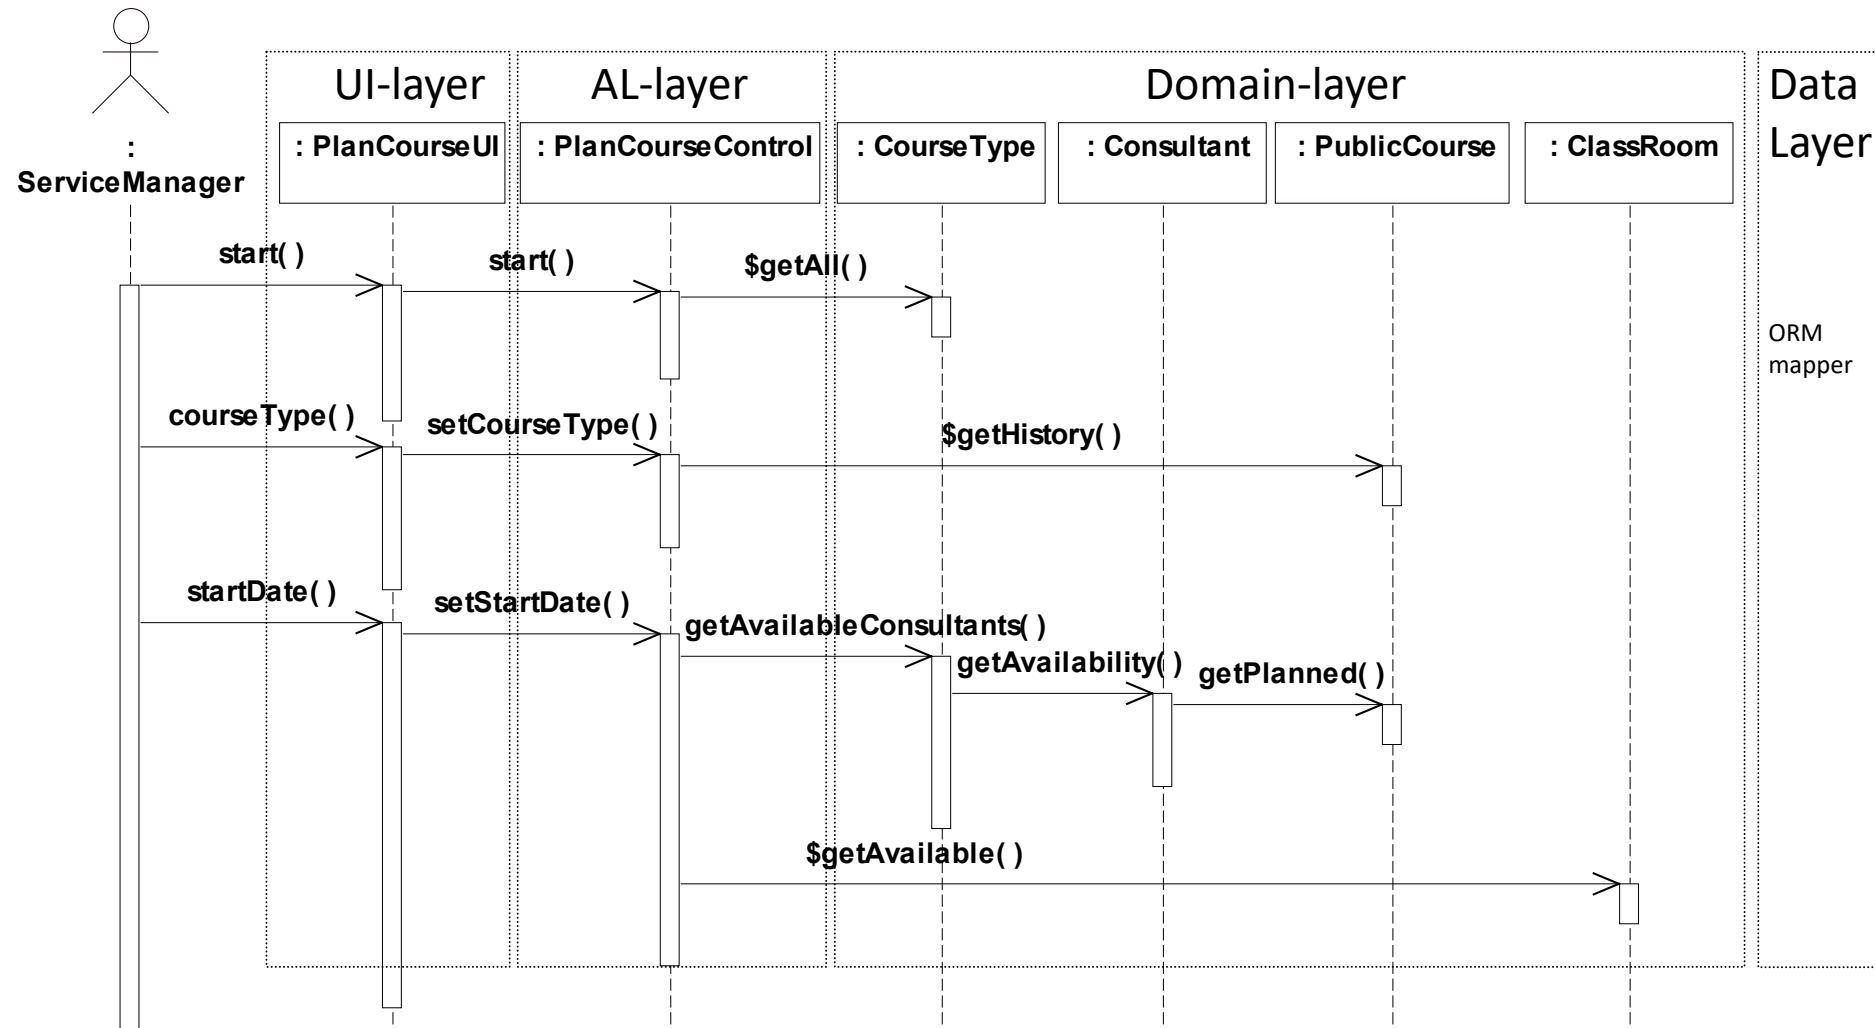 UI-layer
AL-layer
Domain-layer
Data
Layer
:
ServiceManager
: PlanCourseUI
: PlanCourseControl
: CourseType
: Consultant
: PublicCourse
: ClassRoom
start( )
start( )
$getAll( )
ORM
mapper
courseType( )
setCourseType( )
$getHistory( )
startDate( )
setStartDate( )
getAvailableConsultants( )
getAvailability( )
getPlanned( )
$getAvailable( )